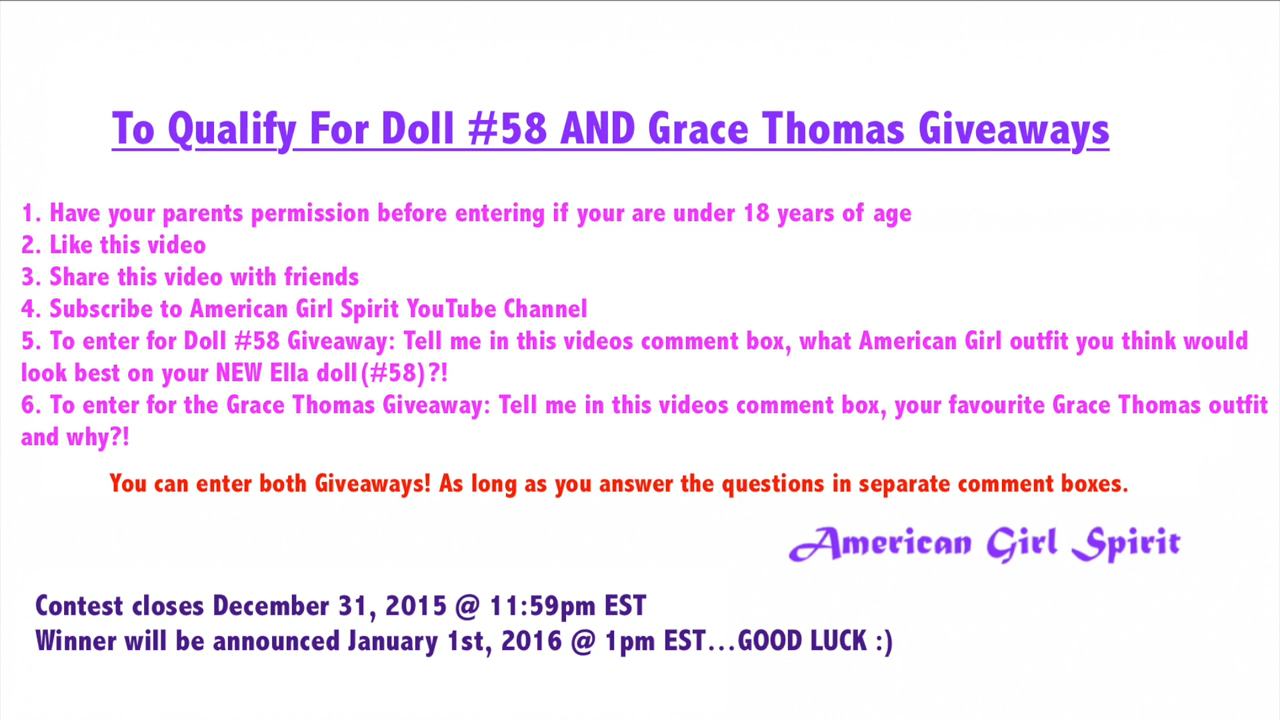 To Qualify For Doll #58 AND Grace Thomas Giveaways
1. Have your parents permission before entering if your are under 18 years of age
2. Like this video
3. Share this video with friends
4. Subscribe to American Girl Spirit YouTube Channel
5. To enter for Doll #58 Giveaway: Tell me in this videos comment box, what American Girl outfit you think would
look best on your NEW Ella doll(#58)?!
6. To enter for the Grace Thomas Giveaway: Tell me in this videos comment box, your favourite Grace Thomas outfit
and why?!
You can enter both Giveaways! As long as you answer the questions in separate comment boxes.
American Girl Spirit
Contest closes December 31, 2015 @ 11:59pm EST
Winner will be announced January 1st, 2016 @ 1pm EST...GOOD LUCK :)